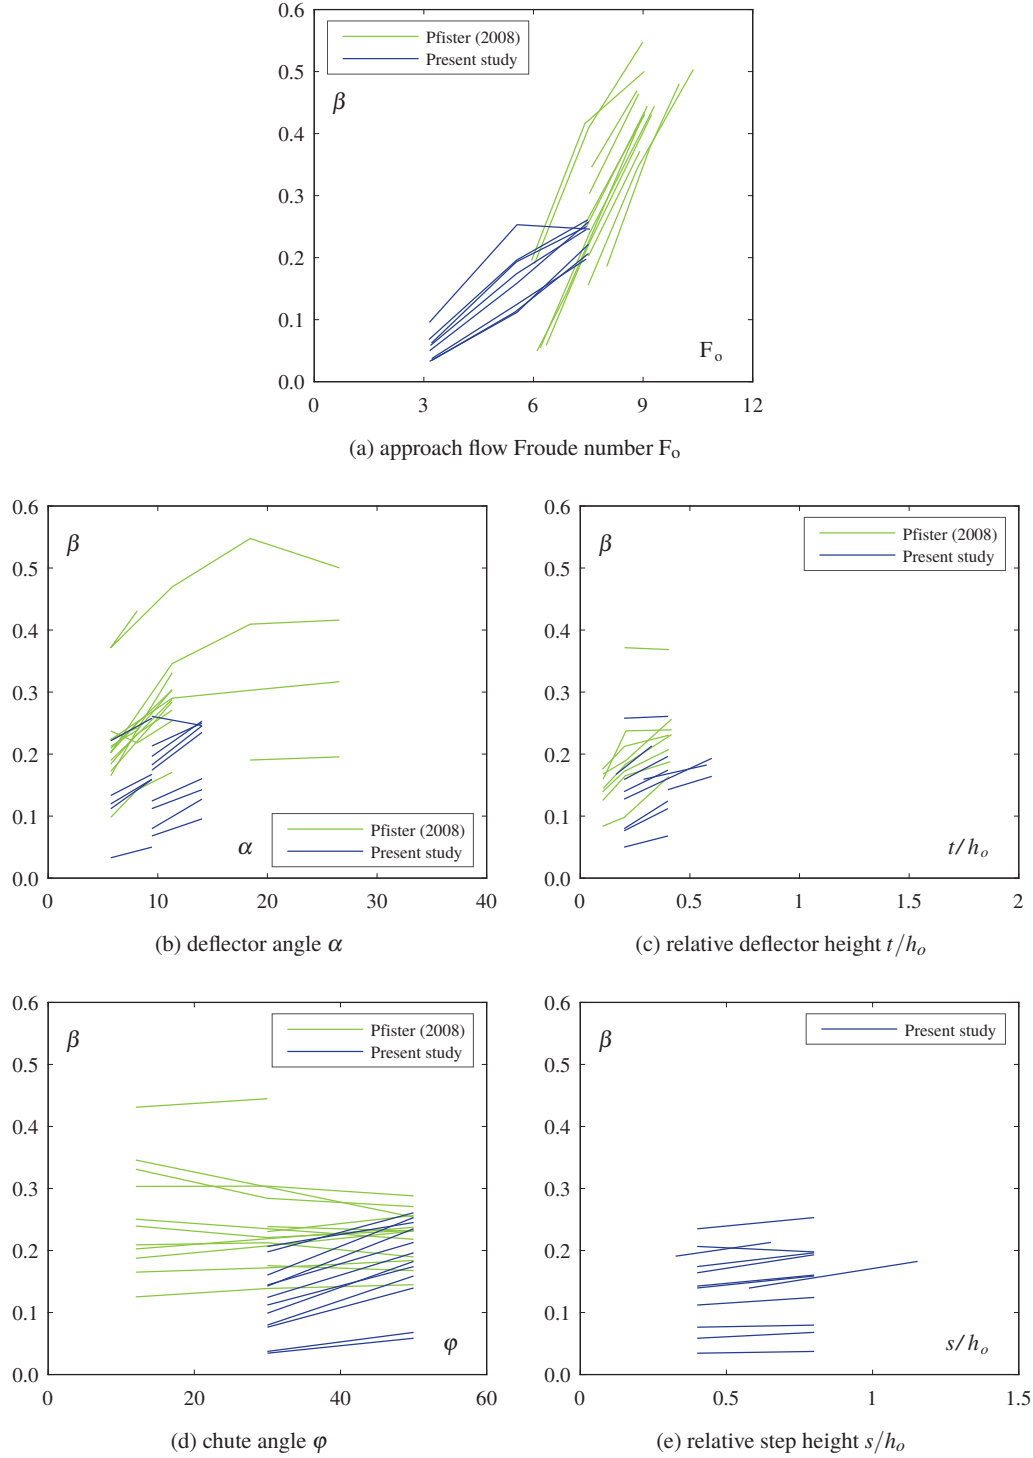 0.6
Pfister (2008)
Present study
0.5
β
0.4
0.3
0.2
0.1
F_o
0.0
0 3 6 9 12
(a) approach flow Froude number F_o
0.6
β
0.5
0.4
0.3
0.2
0.1
α
Pfister (2008)
Present study
0.0
0 10 20 30 40
(b) deflector angle α
0.6
Pfister (2008)
Present study
β
0.5
0.4
0.3
0.2
0.1
t/h_o
0.0
0 0.5 1 1.5 2
(c) relative deflector height t/h_o
0.6
Pfister (2008)
Present study
β
0.5
0.4
0.3
0.2
0.1
φ
0.0
0 20 40 60
(d) chute angle φ
0.6
Present study
β
0.5
0.4
0.3
0.2
0.1
s/h_o
0.0
0 0.5 1 1.5
(e) relative step height s/h_o